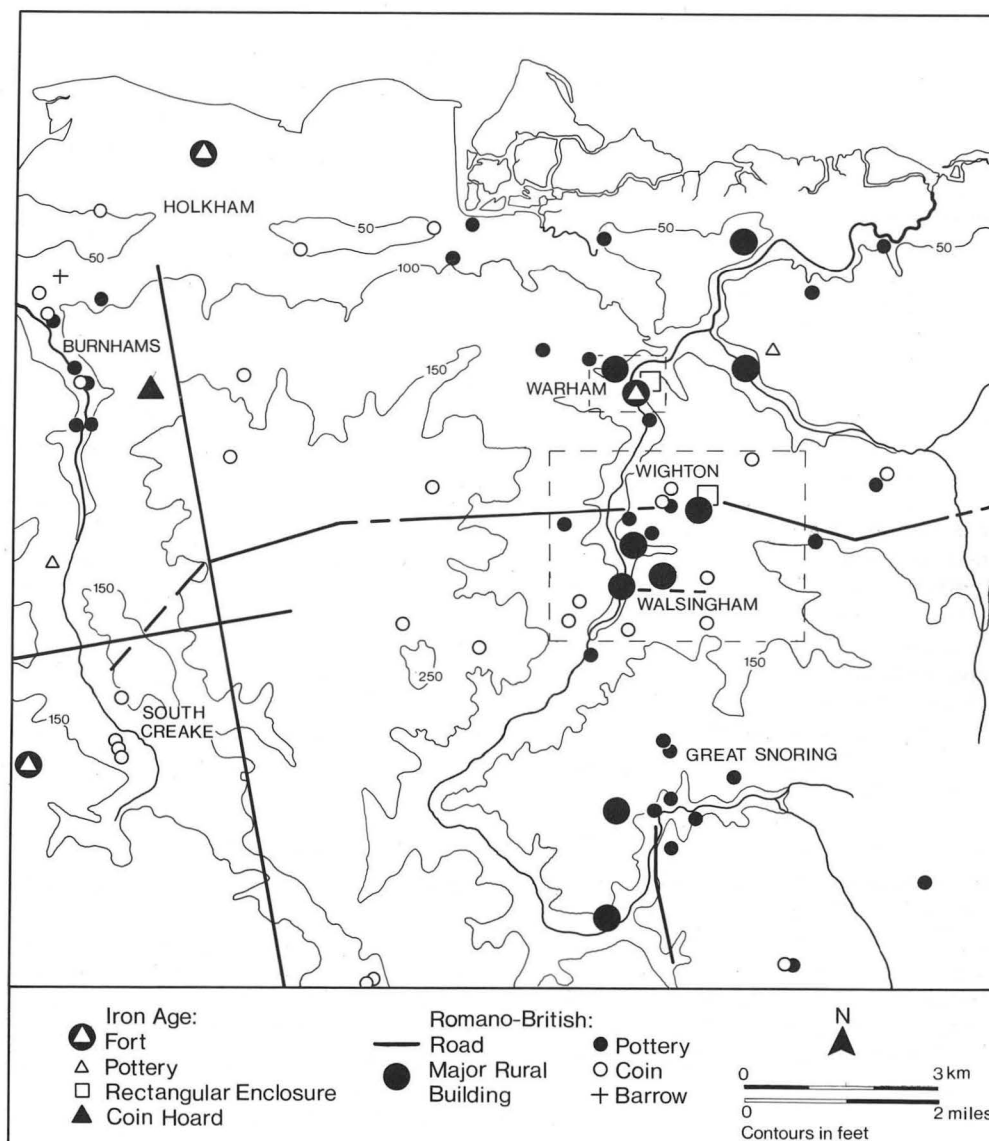 HOLKHAM
50
50
50
50
100
BURNHAMS
150
WARHAM
WIGHTON
WALSINGHAM
150
150
250
150
SOUTH
CREAKE
GREAT SNORING
Iron Age:
Fort
Pottery
Rectangular Enclosure
Coin Hoard
Romano-British:
Road
Major Rural
Building
Pottery
Coin
Barrow
N
0 3 km
0 2 miles
Contours in feet